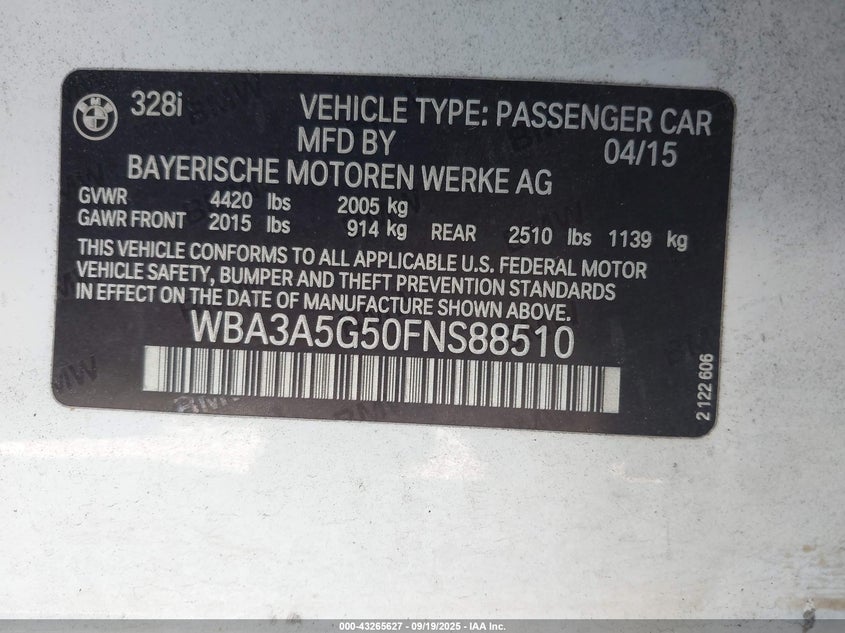 328i VEHICLE TYPE: PASSENGER CAR
MFD BY 04/15
BAYERISCHE MOTOREN WERKE AG
GVWR 4420 lbs 2005 kg
GAWR FRONT 2015 lbs 914 kg REAR 2510 lbs 1139 kg
THIS VEHICLE CONFORMS TO ALL APPLICABLE U.S. FEDERAL MOTOR
VEHICLE SAFETY, BUMPER AND THEFT PREVENTION STANDARDS
IN EFFECT ON THE DATE OF MANUFACTURE SHOWN ABOVE.
WBA3A5G50FNS88510
2 122 606
000-43265627 - 09/19/2025 - IAA Inc.